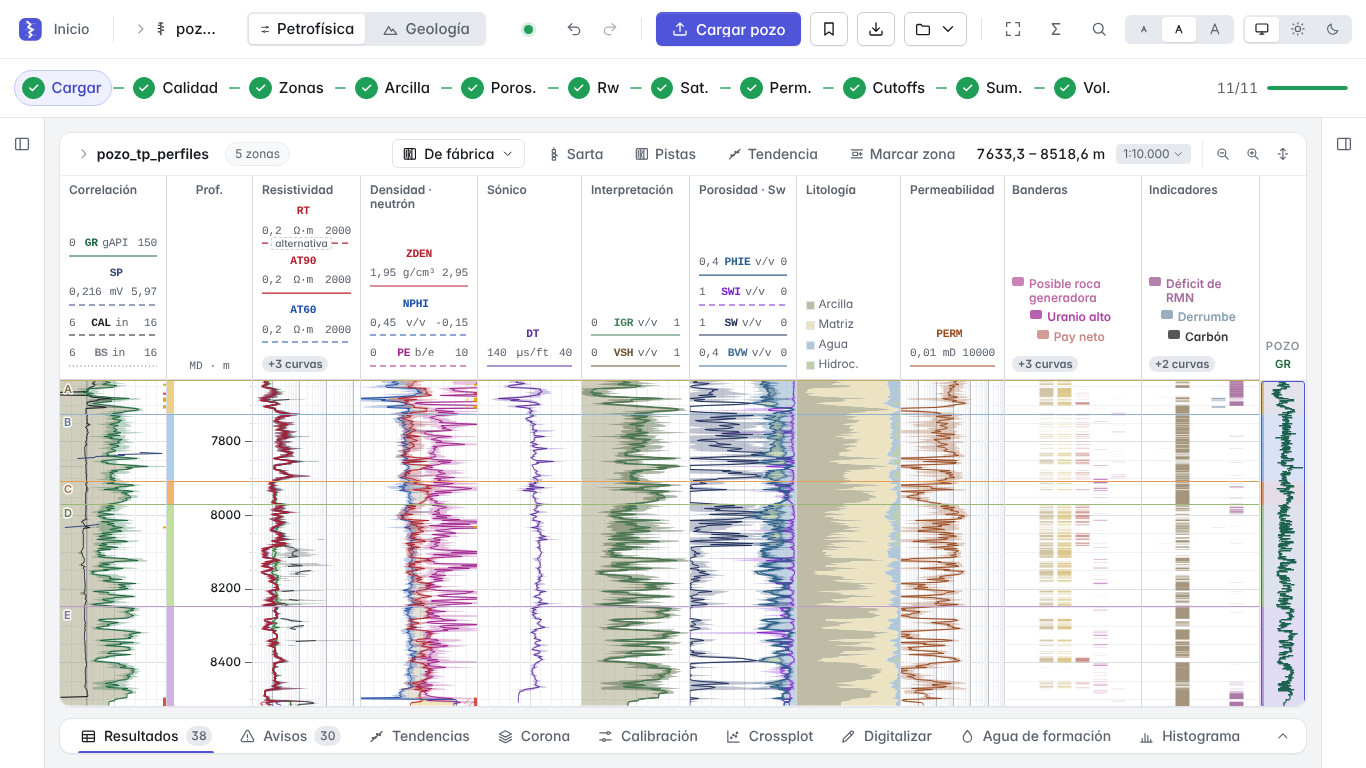 Inicio
poz...
Petrofísica
Geología
Cargar pozo
Σ
A A A
Cargar
Calidad
Zonas
Arcilla
Poros.
Rw
Sat.
Perm.
Cutoffs
Sum.
Vol.
11/11
pozo_tp_perfiles
5 zonas
De fábrica
Sarta
Pistas
Tendencia
Marcar zona
7633,3 – 8518,6 m
1:10.000
Correlación
0 GR gAPI 150
SP
0,216 mV 5,97
6 CAL in 16
6 BS in 16
Prof.
MD · m
Resistividad
RT
0,2 Ω·m 2000
alternativa
AT90
0,2 Ω·m 2000
AT60
0,2 Ω·m 2000
+3 curvas
Densidad ·
neutrón
ZDEN
1,95 g/cm³ 2,95
NPHI
0,45 v/v -0,15
0 PE b/e 10
Sónico
DT
140 µs/ft 40
Interpretación
0 IGR v/v 1
0 VSH v/v 1
Porosidad · Sw
0,4 PHIE v/v 0
1 SWI v/v 0
1 SW v/v 0
0,4 BVW v/v 0
Litología
Arcilla
Matriz
Agua
Hidroc.
Permeabilidad
PERM
0,01 mD 10000
Banderas
Posible roca
generadora
Uranio alto
Pay neto
+3 curvas
Indicadores
Déficit de
RMN
Derrumbe
Carbón
+2 curvas
POZO
GR
A
B
C
D
E
7800
8000
8200
8400
Resultados 38
Avisos 30
Tendencias
Corona
Calibración
Crossplot
Digitalizar
Agua de formación
Histograma